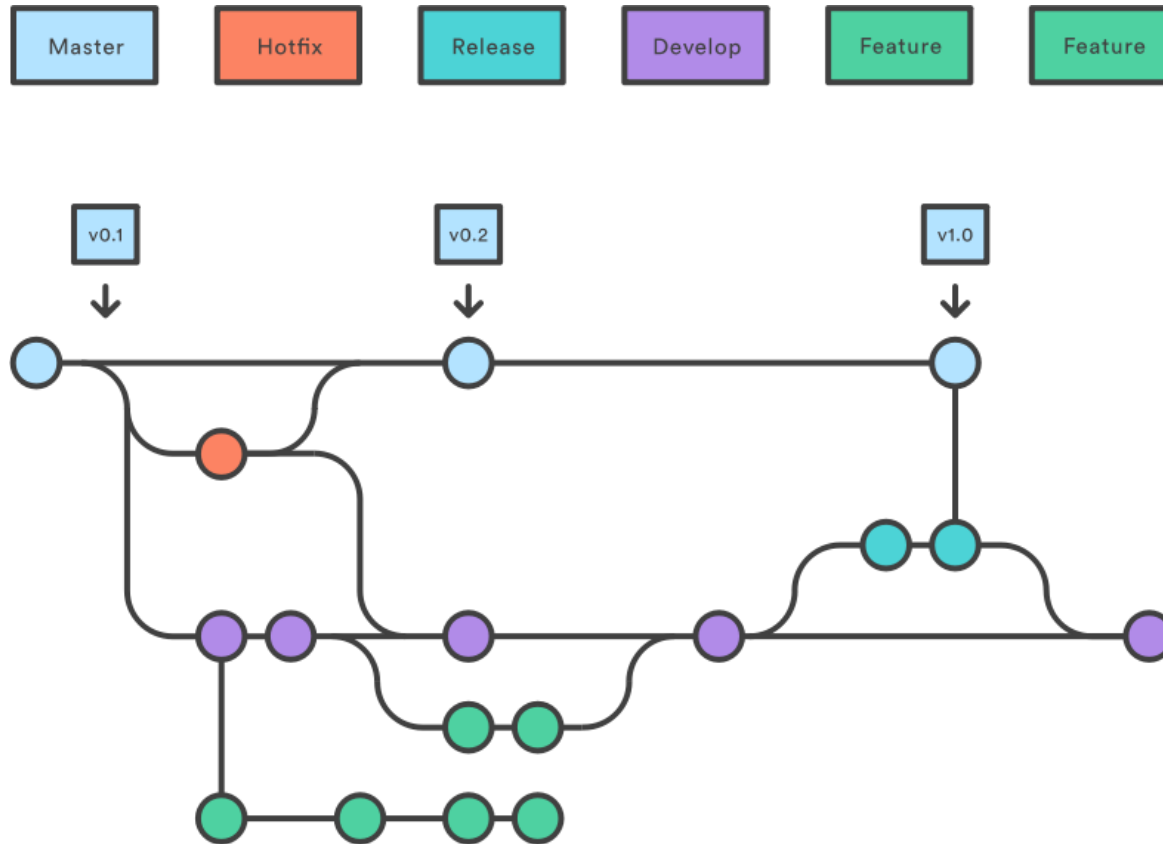 Master
Hotfix
Release
Develop
Feature
Feature
v0.1
v0.2
v1.0